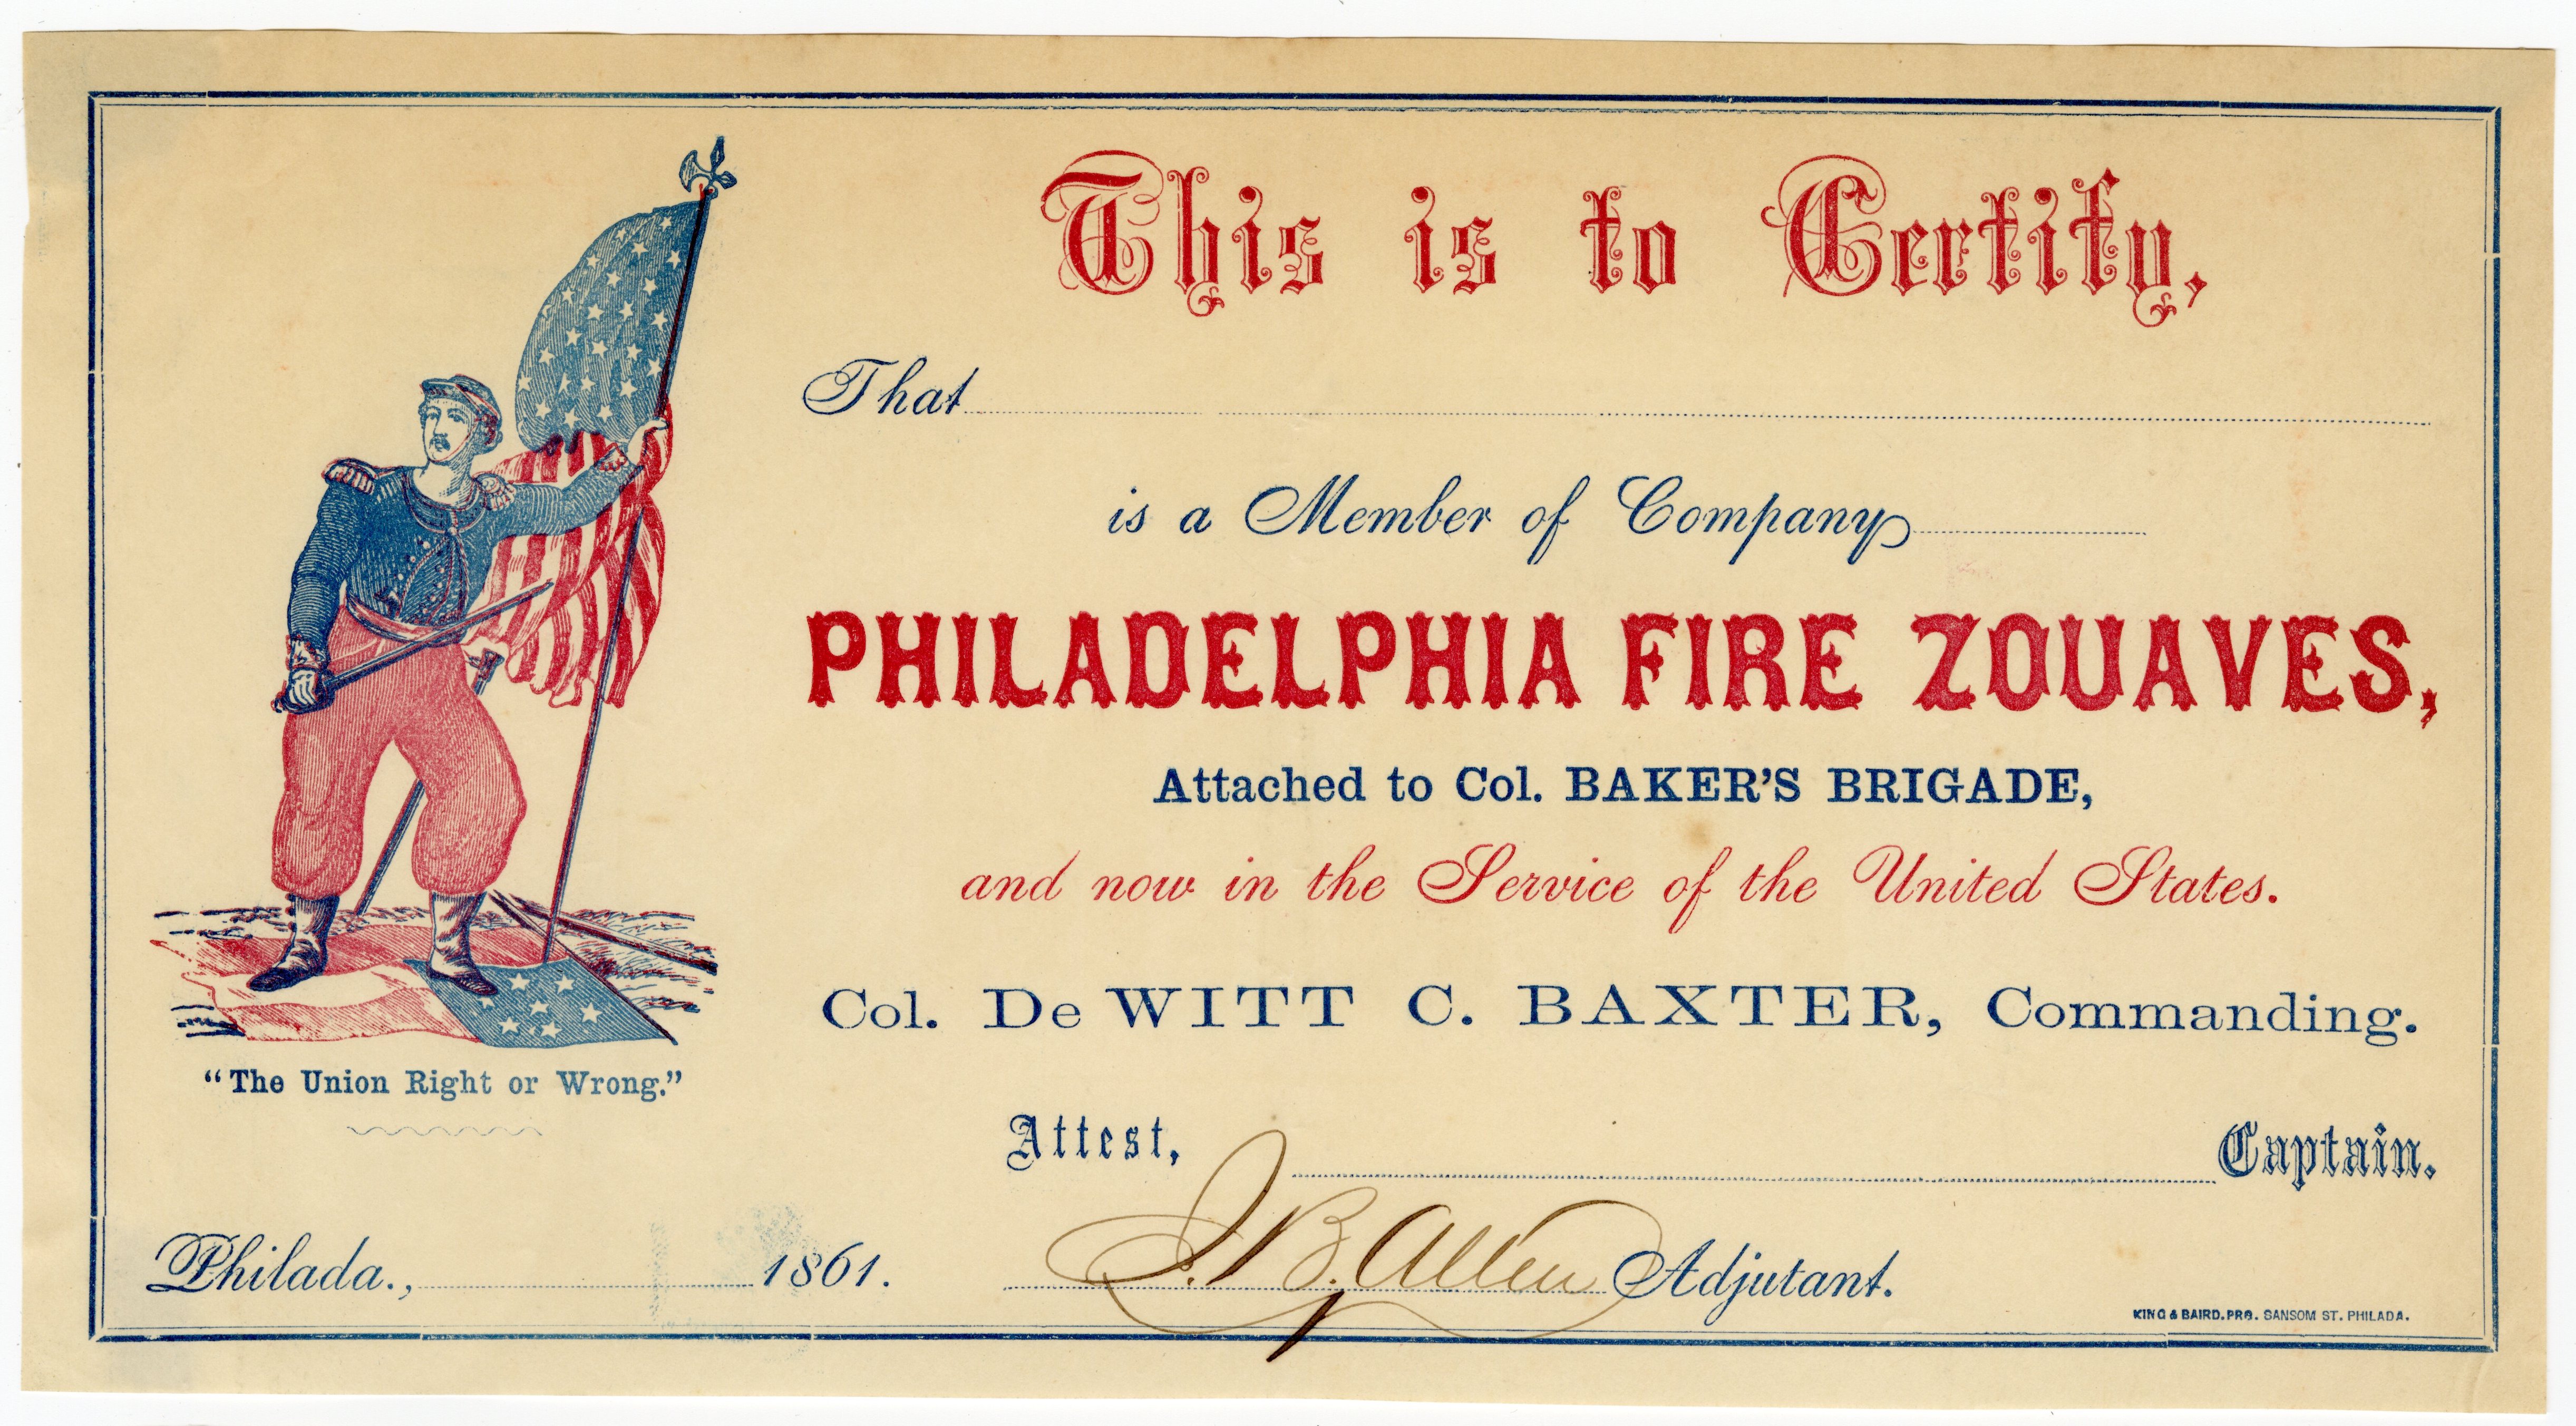 This is to Certify,
That
is a Member of Company
PHILADELPHIA FIRE ZOUAVES,
Attached to Col. BAKER'S BRIGADE,
and now in the Service of the United States.
Col. De WITT C. BAXTER, Commanding.
"The Union Right or Wrong."
Attest, Captain.
Philada., 1861. J. B. Allen Adjutant.
KING & BAIRD. PRS. SANSOM ST. PHILADA.